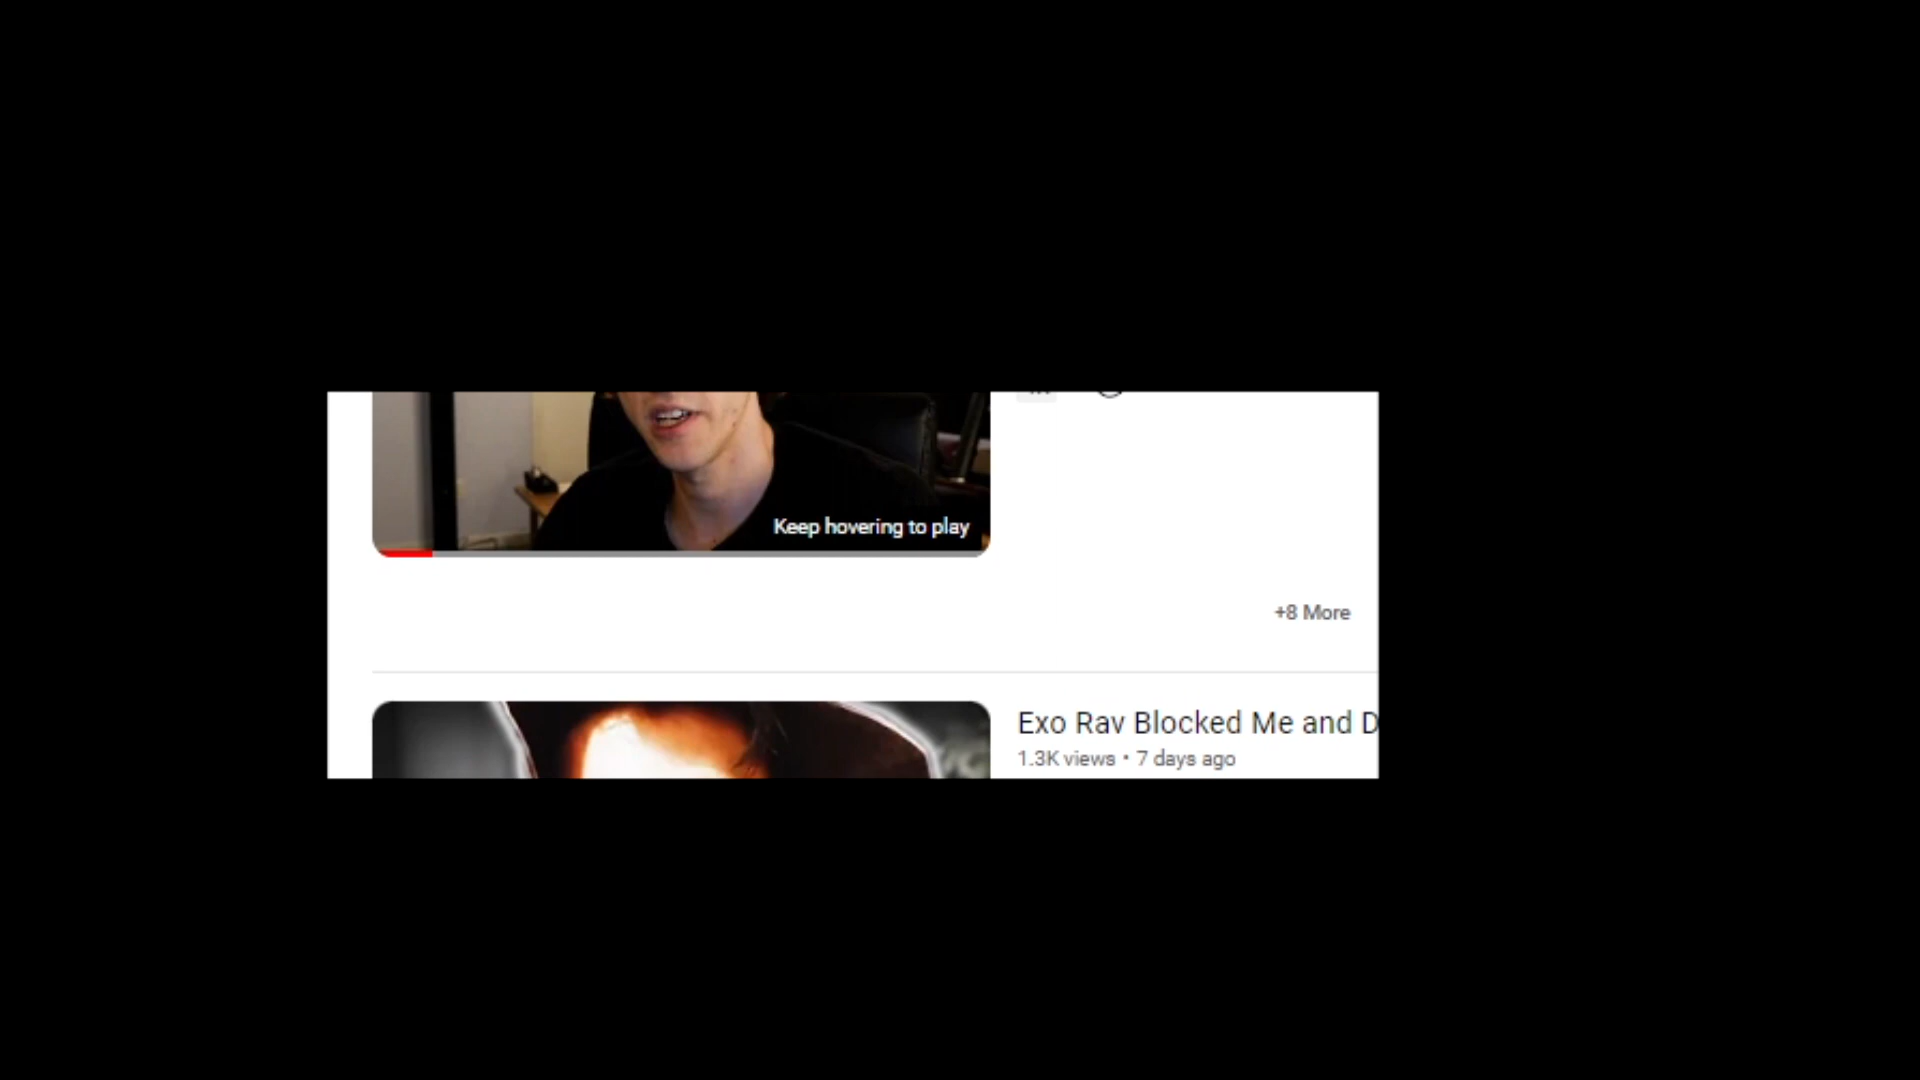 Keep hovering to play
+8 More
Exo Rav Blocked Me and D
1.3K views • 7 days ago